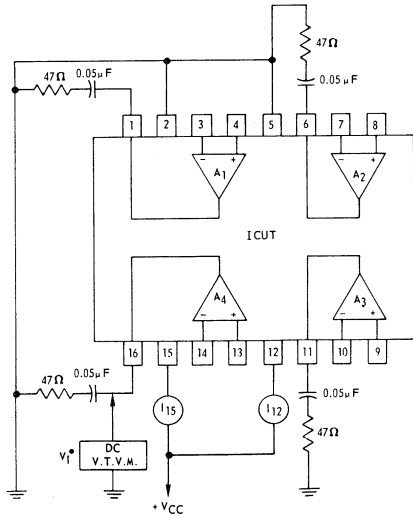 47Ω
0.05μF
47Ω
0.05μF
1 2 3 4 5 6 7 8
- +
A1
- +
A2
ICUT
A4
- +
A3
- +
16 15 14 13 12 11 10 9
47Ω
0.05μF
I15
I12
0.05μF
47Ω
V1•
DC
V.T.V.M.
+ VCC